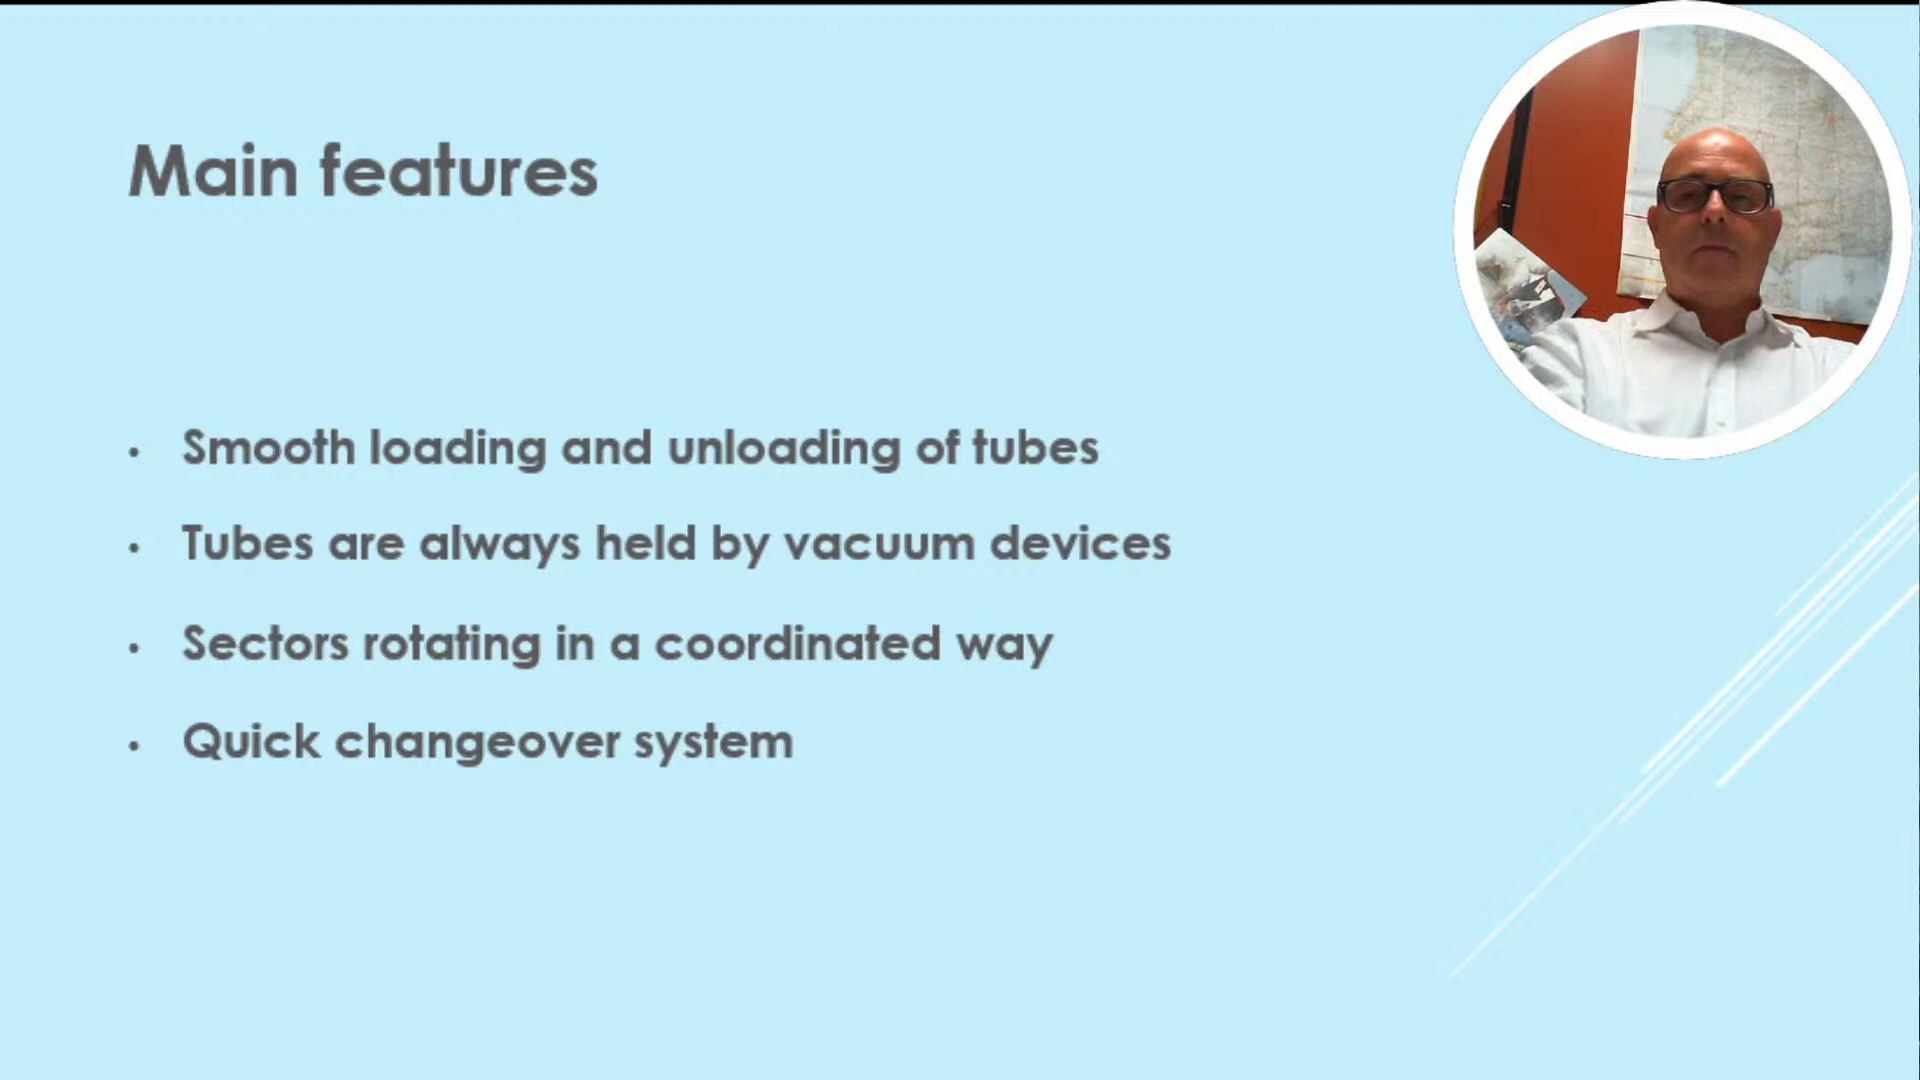 Main features
• Smooth loading and unloading of tubes
• Tubes are always held by vacuum devices
• Sectors rotating in a coordinated way
• Quick changeover system